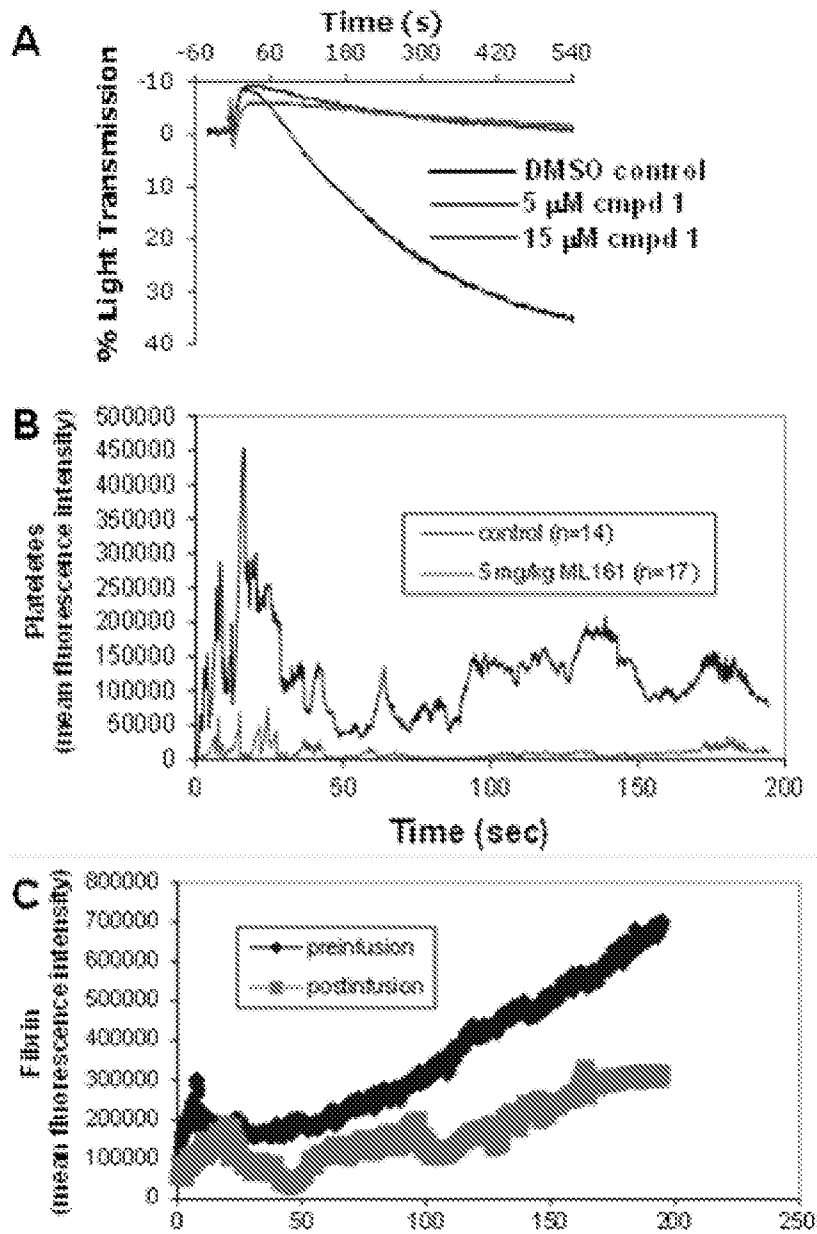 A
Time (s)
-60 60 180 300 420 540
% Light Transmission
-10
0
10
20
30
40
DMSO control
5 µM cmpd 1
15 µM cmpd 1
B
Plateletes
(mean fluorescence intensity)
500000
450000
400000
350000
300000
250000
200000
150000
100000
50000
0
control (n=14)
5 mg/kg ML161 (n=17)
0 50 100 150 200
Time (sec)
C
Fibrin
(mean fluorescence intensity)
800000
700000
600000
500000
400000
300000
200000
100000
0
preinfusion
postinfusion
0 50 100 150 200 250